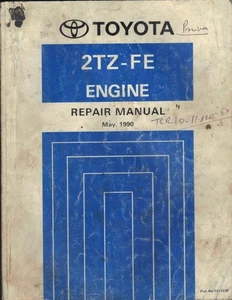 TOYOTA
2TZ-FE
ENGINE
REPAIR MANUAL
May, 1990